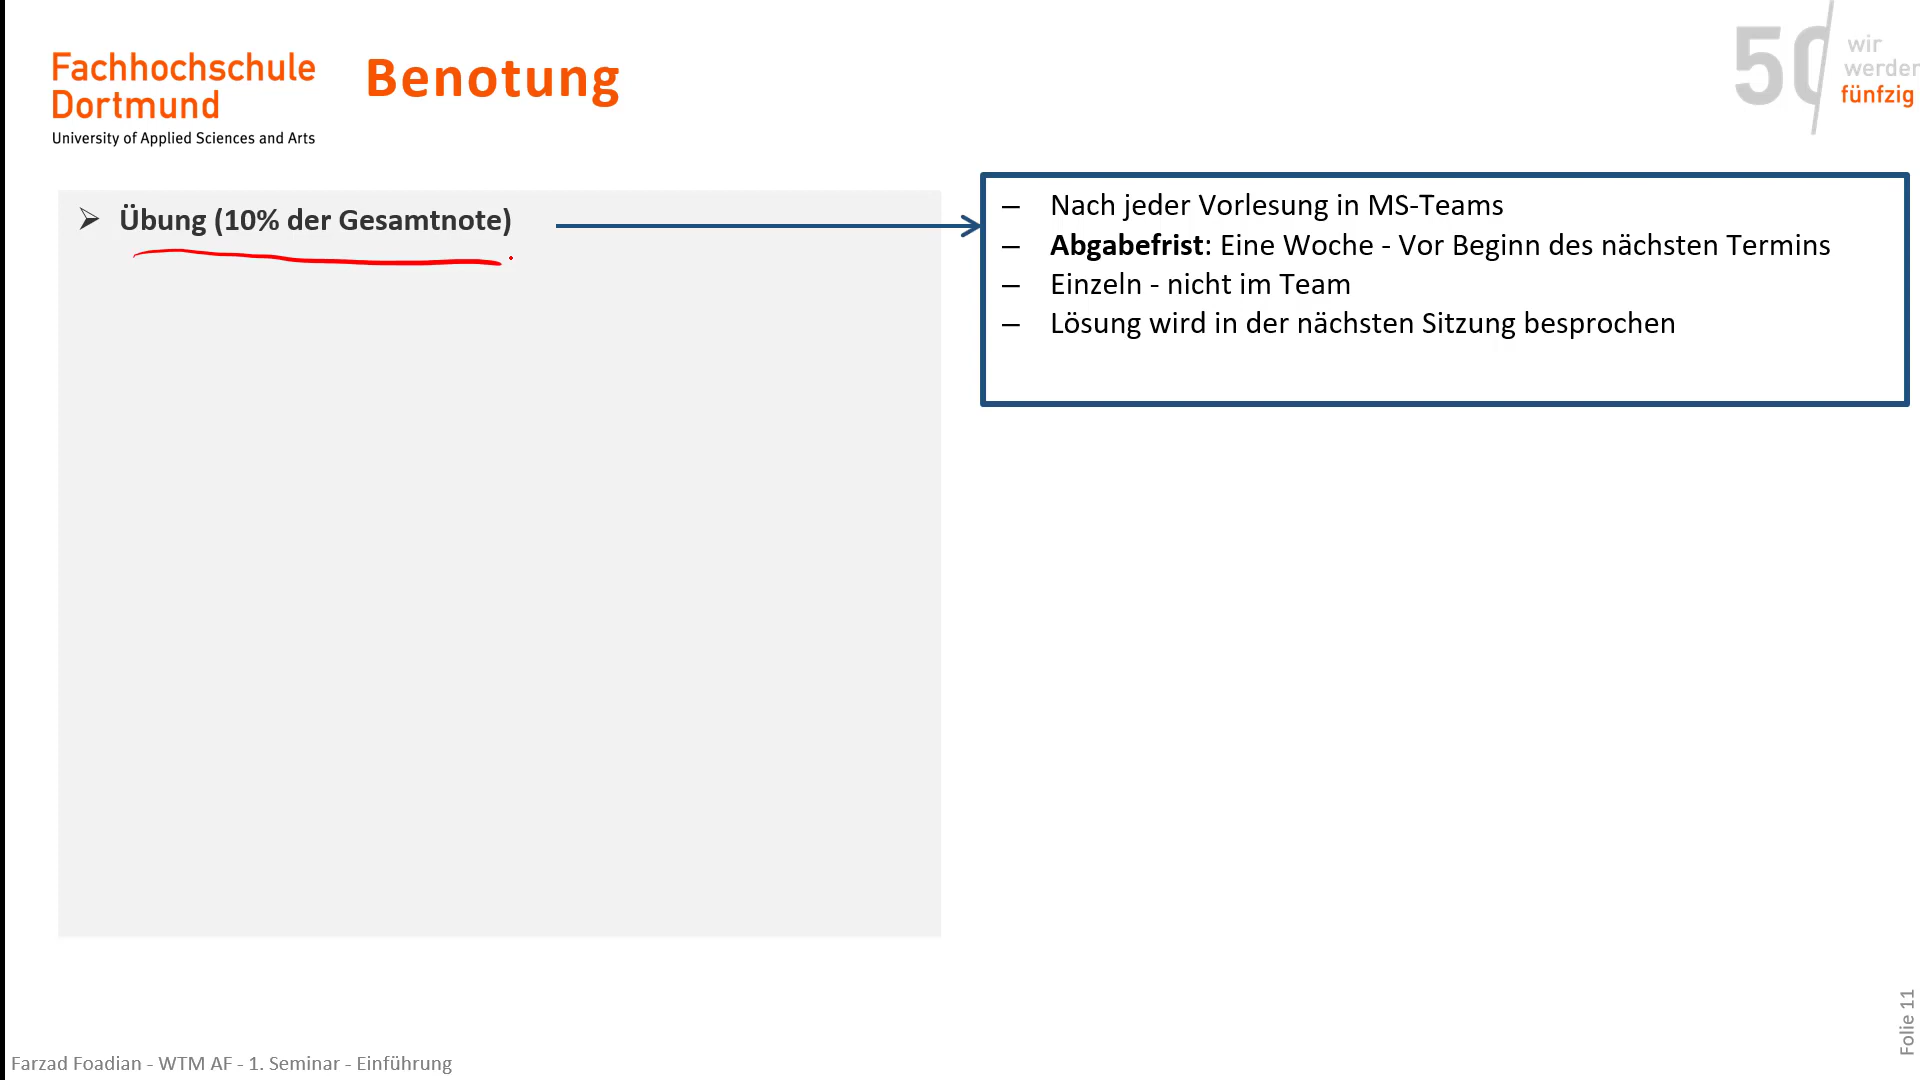 Fachhochschule
Dortmund
University of Applied Sciences and Arts
Benotung
50
wir
werden
fünfzig
➢ Übung (10% der Gesamtnote)
– Nach jeder Vorlesung in MS-Teams
– Abgabefrist: Eine Woche - Vor Beginn des nächsten Termins
– Einzeln - nicht im Team
– Lösung wird in der nächsten Sitzung besprochen
Folie 11
Farzad Foadian - WTM AF - 1. Seminar - Einführung